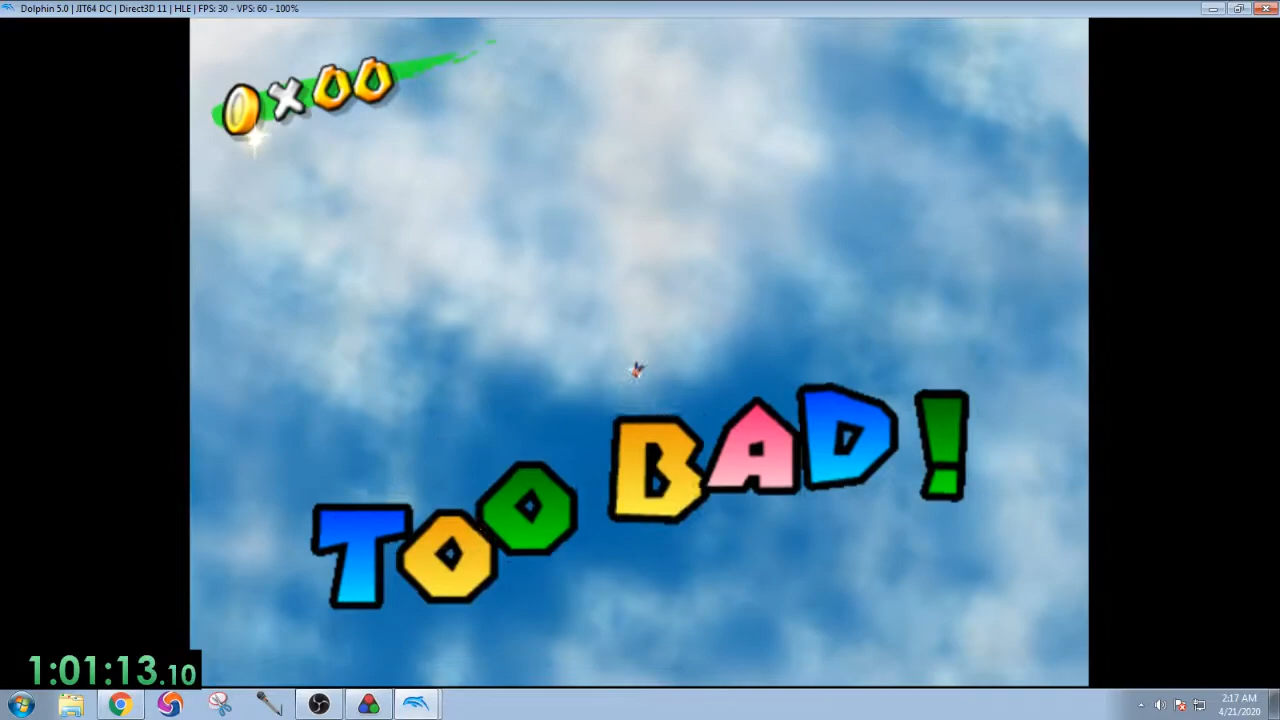 Dolphin 5.0 | JIT64 DC | Direct3D 11 | HLE | FPS: 30 - VPS: 60 - 100%
0×00
TOO BAD!
1:01:13.10
2:17 AM
4/21/2020